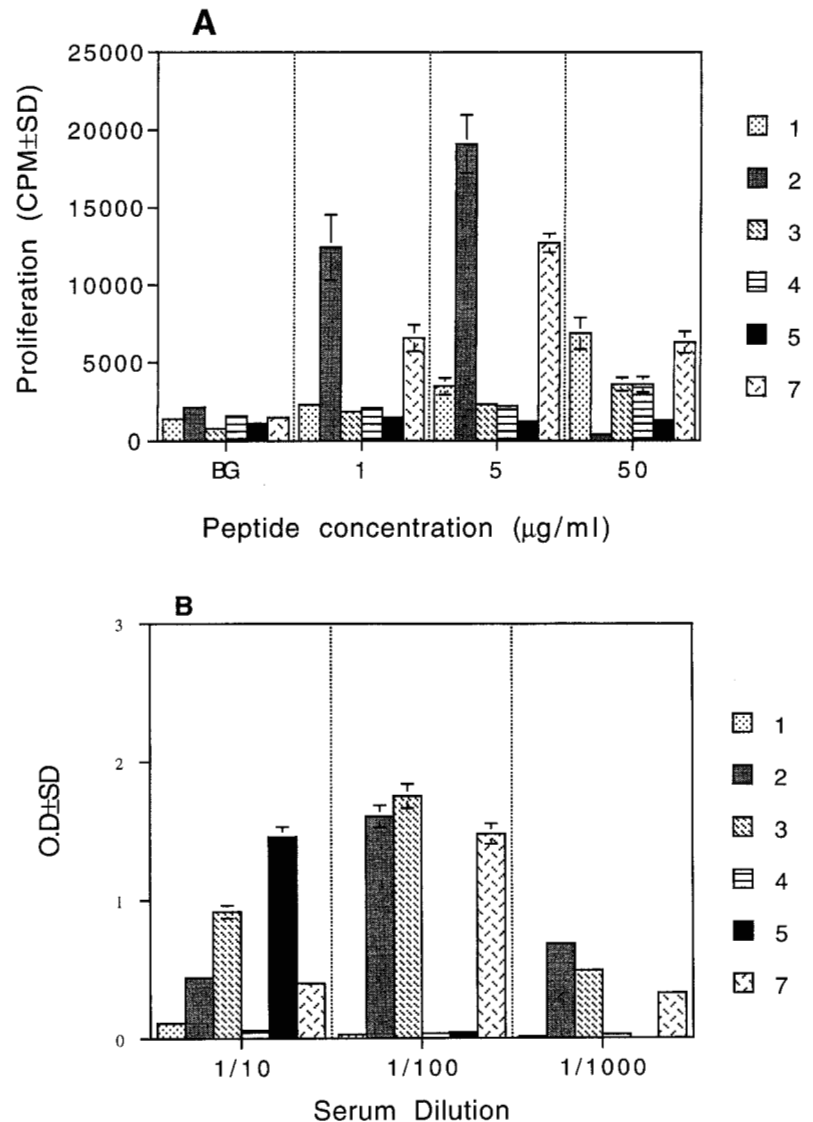 A
Proliferation (CPM±SD)
25000
20000
15000
10000
5000
0
BG 1 5 50
Peptide concentration (μg/ml)
1
2
3
4
5
7
B
O.D±SD
3
2
1
0
1/10 1/100 1/1000
Serum Dilution
1
2
3
4
5
7